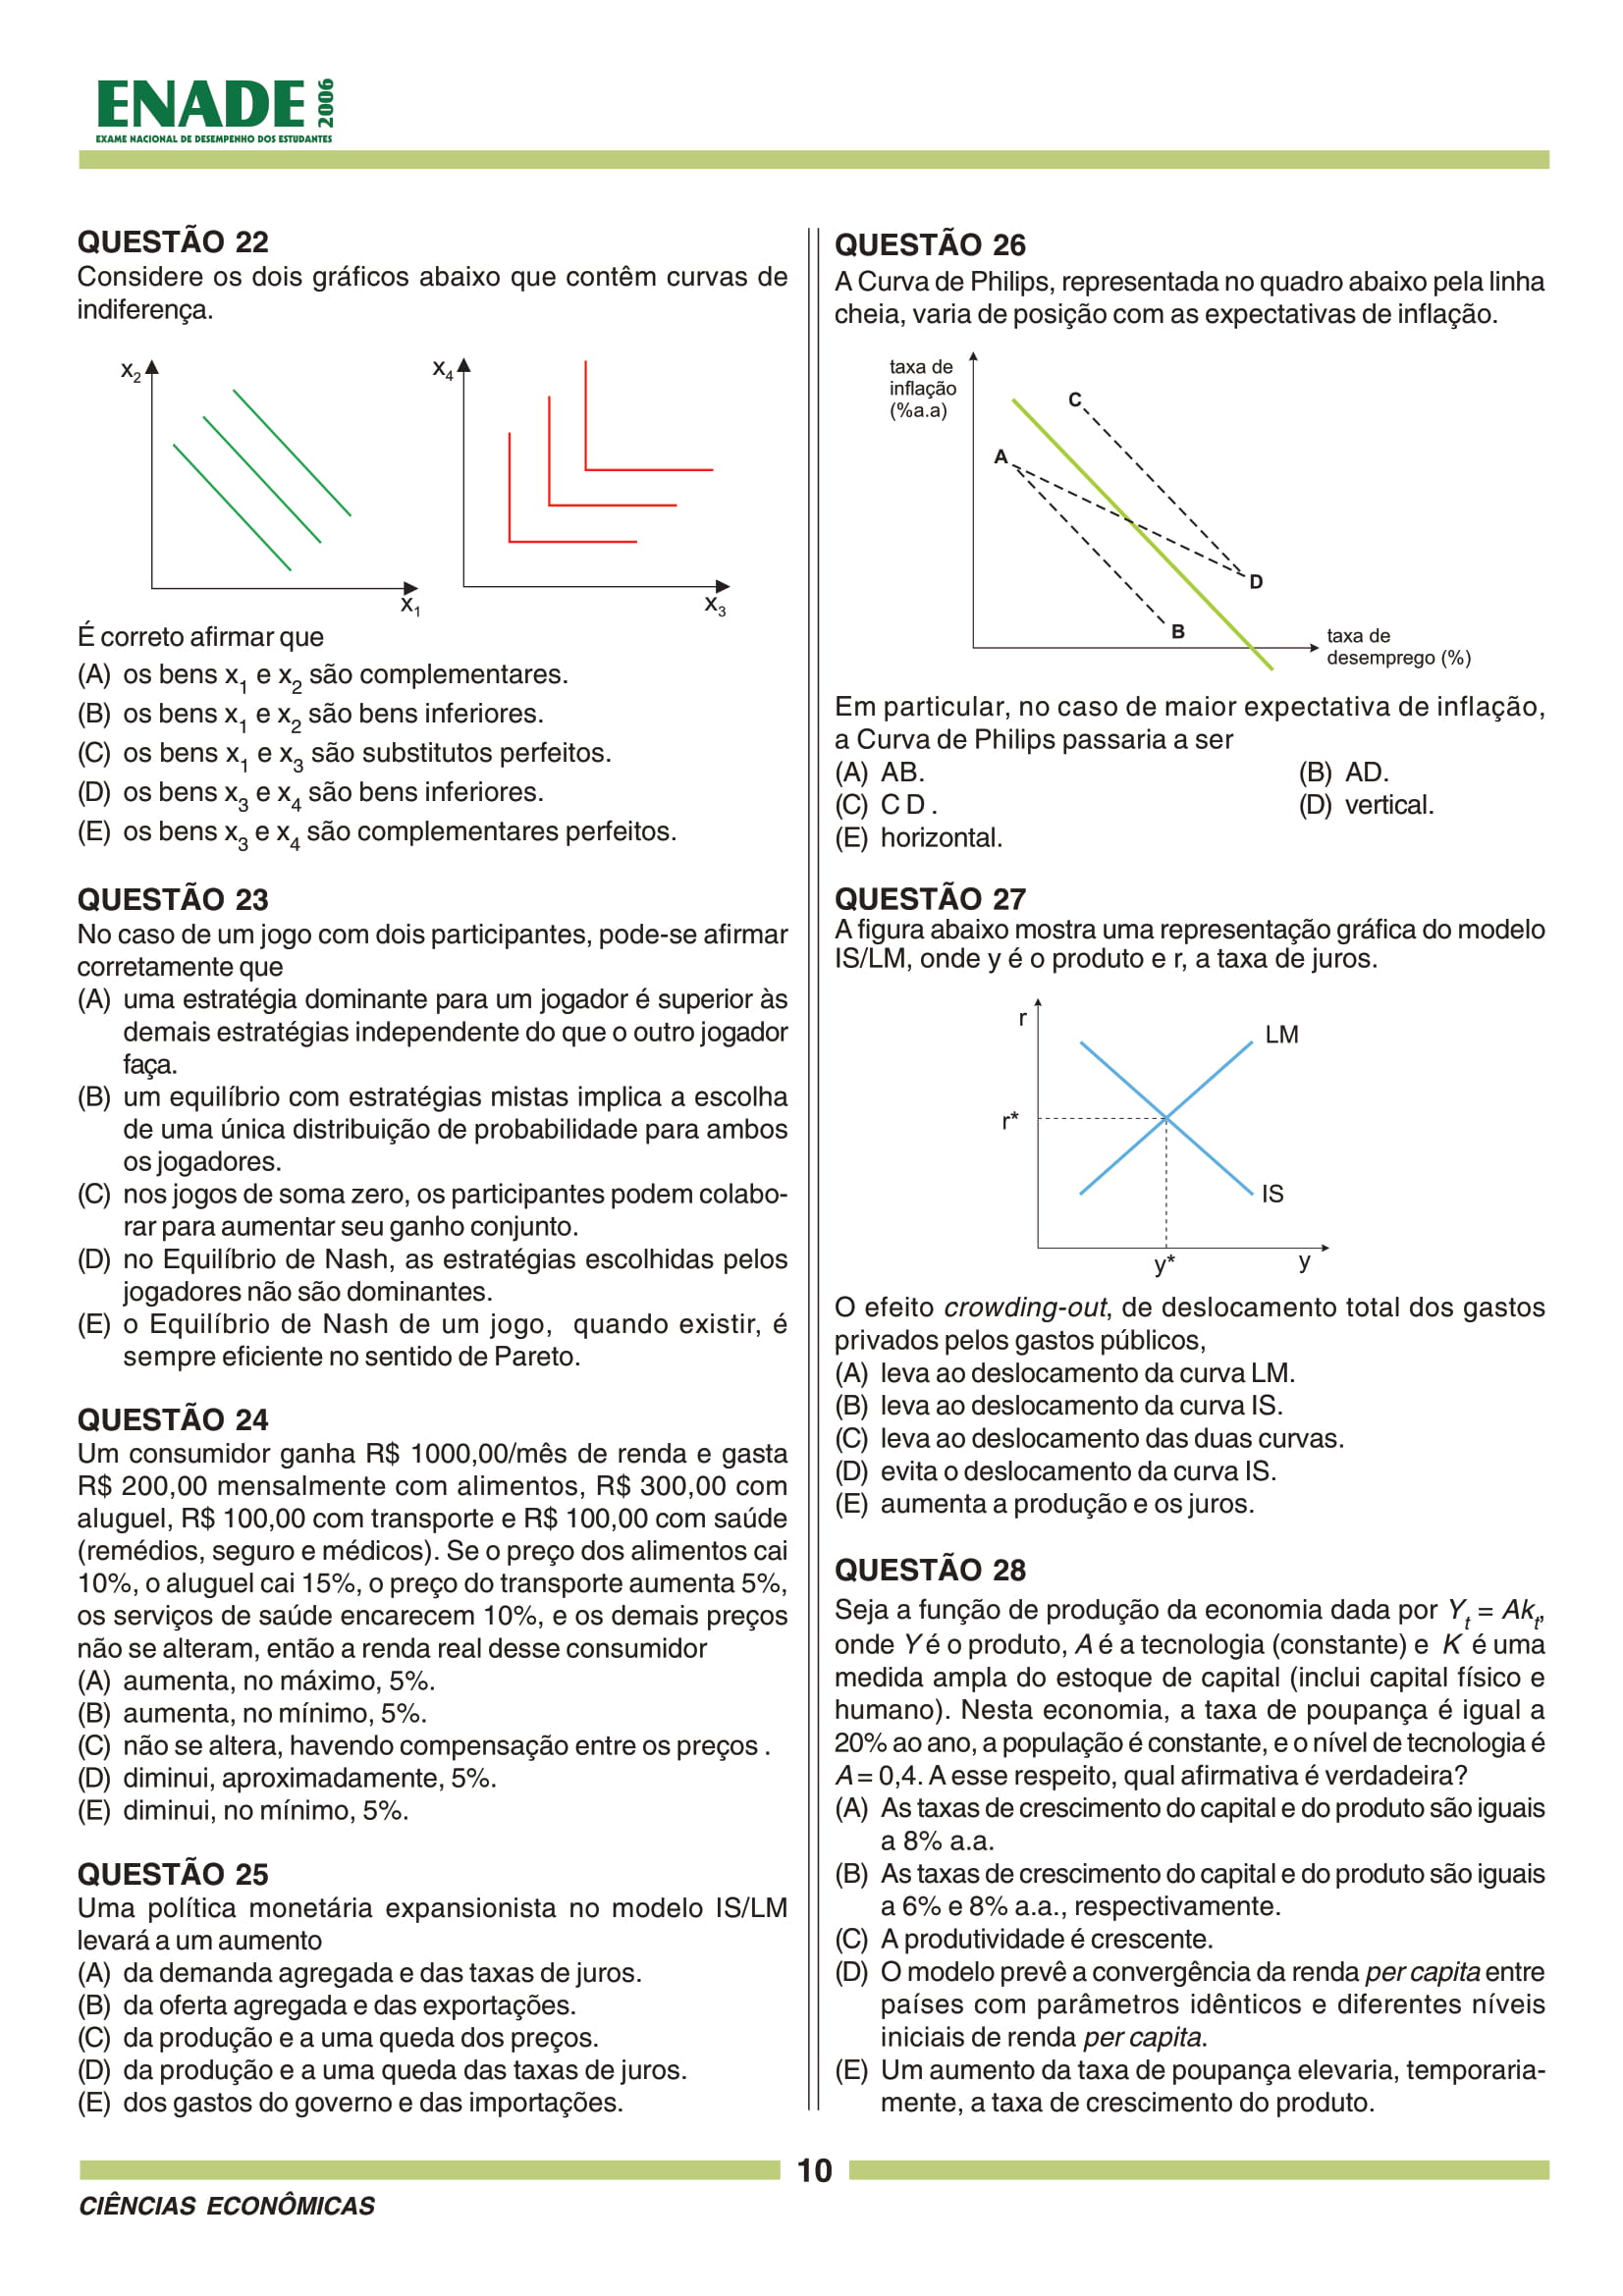 ENADE 2006
EXAME NACIONAL DE DESEMPENHO DOS ESTUDANTES
QUESTÃO 22
Considere os dois gráficos abaixo que contêm curvas de
indiferença.
x2
x1
x4
x3
É correto afirmar que
(A) os bens x1 e x2 são complementares.
(B) os bens x1 e x2 são bens inferiores.
(C) os bens x1 e x3 são substitutos perfeitos.
(D) os bens x3 e x4 são bens inferiores.
(E) os bens x3 e x4 são complementares perfeitos.
QUESTÃO 23
No caso de um jogo com dois participantes, pode-se afirmar
corretamente que
(A) uma estratégia dominante para um jogador é superior às
demais estratégias independente do que o outro jogador
faça.
(B) um equilíbrio com estratégias mistas implica a escolha
de uma única distribuição de probabilidade para ambos
os jogadores.
(C) nos jogos de soma zero, os participantes podem colabo-
rar para aumentar seu ganho conjunto.
(D) no Equilíbrio de Nash, as estratégias escolhidas pelos
jogadores não são dominantes.
(E) o Equilíbrio de Nash de um jogo, quando existir, é
sempre eficiente no sentido de Pareto.
QUESTÃO 24
Um consumidor ganha R$ 1000,00/mês de renda e gasta
R$ 200,00 mensalmente com alimentos, R$ 300,00 com
aluguel, R$ 100,00 com transporte e R$ 100,00 com saúde
(remédios, seguro e médicos). Se o preço dos alimentos cai
10%, o aluguel cai 15%, o preço do transporte aumenta 5%,
os serviços de saúde encarecem 10%, e os demais preços
não se alteram, então a renda real desse consumidor
(A) aumenta, no máximo, 5%.
(B) aumenta, no mínimo, 5%.
(C) não se altera, havendo compensação entre os preços .
(D) diminui, aproximadamente, 5%.
(E) diminui, no mínimo, 5%.
QUESTÃO 25
Uma política monetária expansionista no modelo IS/LM
levará a um aumento
(A) da demanda agregada e das taxas de juros.
(B) da oferta agregada e das exportações.
(C) da produção e a uma queda dos preços.
(D) da produção e a uma queda das taxas de juros.
(E) dos gastos do governo e das importações.
QUESTÃO 26
A Curva de Philips, representada no quadro abaixo pela linha
cheia, varia de posição com as expectativas de inflação.
taxa de
inflação
(%a.a)
C
A
D
B
taxa de
desemprego (%)
Em particular, no caso de maior expectativa de inflação,
a Curva de Philips passaria a ser
(A) AB. (B) AD.
(C) C D . (D) vertical.
(E) horizontal.
QUESTÃO 27
A figura abaixo mostra uma representação gráfica do modelo
IS/LM, onde y é o produto e r, a taxa de juros.
r
LM
r*
IS
y*
y
O efeito crowding-out, de deslocamento total dos gastos
privados pelos gastos públicos,
(A) leva ao deslocamento da curva LM.
(B) leva ao deslocamento da curva IS.
(C) leva ao deslocamento das duas curvas.
(D) evita o deslocamento da curva IS.
(E) aumenta a produção e os juros.
QUESTÃO 28
Seja a função de produção da economia dada por Yt = Akt,
onde Y é o produto, A é a tecnologia (constante) e K é uma
medida ampla do estoque de capital (inclui capital físico e
humano). Nesta economia, a taxa de poupança é igual a
20% ao ano, a população é constante, e o nível de tecnologia é
A = 0,4. A esse respeito, qual afirmativa é verdadeira?
(A) As taxas de crescimento do capital e do produto são iguais
a 8% a.a.
(B) As taxas de crescimento do capital e do produto são iguais
a 6% e 8% a.a., respectivamente.
(C) A produtividade é crescente.
(D) O modelo prevê a convergência da renda per capita entre
países com parâmetros idênticos e diferentes níveis
iniciais de renda per capita.
(E) Um aumento da taxa de poupança elevaria, temporaria-
mente, a taxa de crescimento do produto.
10
CIÊNCIAS ECONÔMICAS